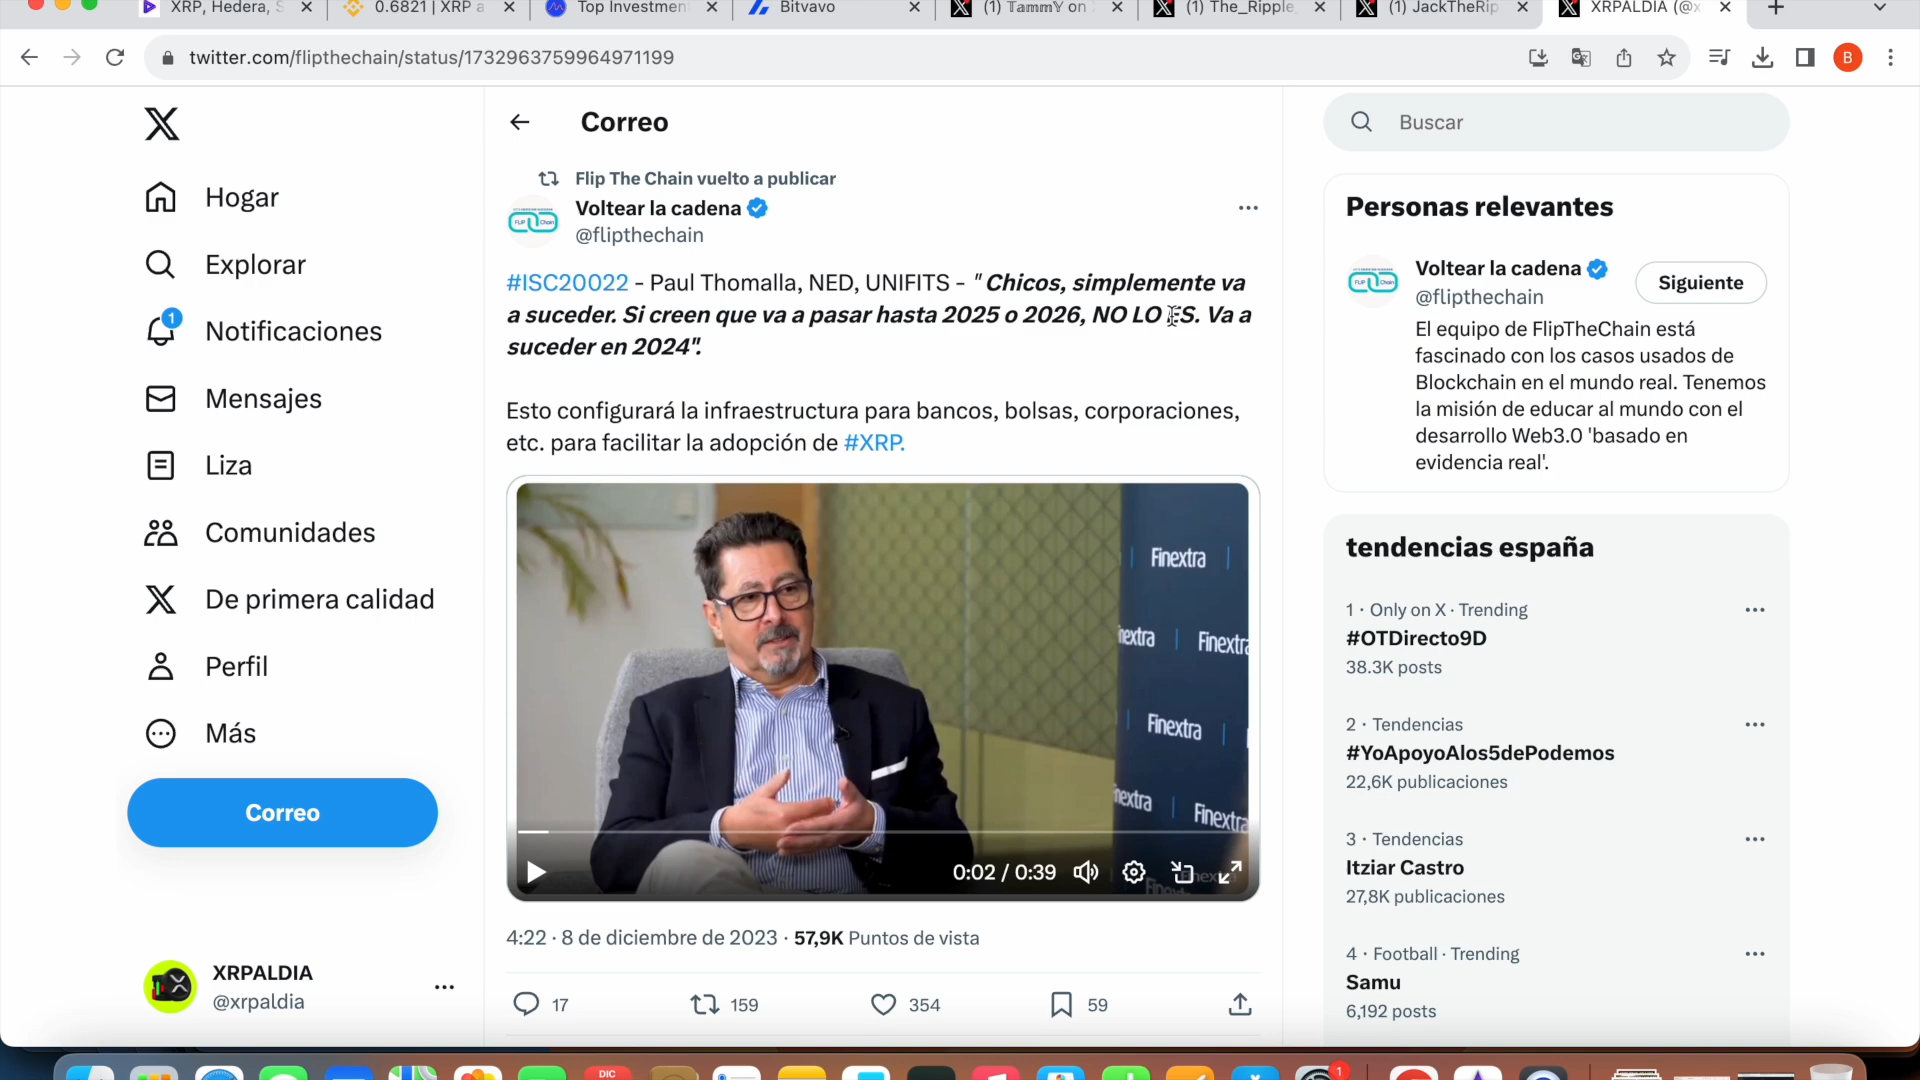 XRP, Hedera, S
0.6821 | XRP a
Top Investmen
Bitvavo
(1) 𝕋𝕒𝕞𝕞𝕐 on
(1) The_Ripple_
(1) JackTheRip
XRPALDIA (@x
twitter.com/flipthechain/status/1732963759964971199
B
Correo
Buscar
Flip The Chain vuelto a publicar
Voltear la cadena
@flipthechain
FLIP Chain
#ISC20022 - Paul Thomalla, NED, UNIFITS - " Chicos, simplemente va
a suceder. Si creen que va a pasar hasta 2025 o 2026, NO LO ES. Va a
suceder en 2024".
Esto configurará la infraestructura para bancos, bolsas, corporaciones,
etc. para facilitar la adopción de #XRP.
Finextra
nextra
Finextra
Finextra
nextra
Finextra
0:02 / 0:39
4:22 · 8 de diciembre de 2023 · 57,9K Puntos de vista
17
159
354
59
Hogar
Explorar
1
Notificaciones
Mensajes
Liza
Comunidades
De primera calidad
Perfil
Más
Correo
XRPALDIA
@xrpaldia
Personas relevantes
Voltear la cadena
@flipthechain
Siguiente
El equipo de FlipTheChain está
fascinado con los casos usados de
Blockchain en el mundo real. Tenemos
la misión de educar al mundo con el
desarrollo Web3.0 'basado en
evidencia real'.
tendencias españa
1 · Only on X · Trending
#OTDirecto9D
38.3K posts
2 · Tendencias
#YoApoyoAlos5dePodemos
22,6K publicaciones
3 · Tendencias
Itziar Castro
27,8K publicaciones
4 · Football · Trending
Samu
6,192 posts
DIC
1